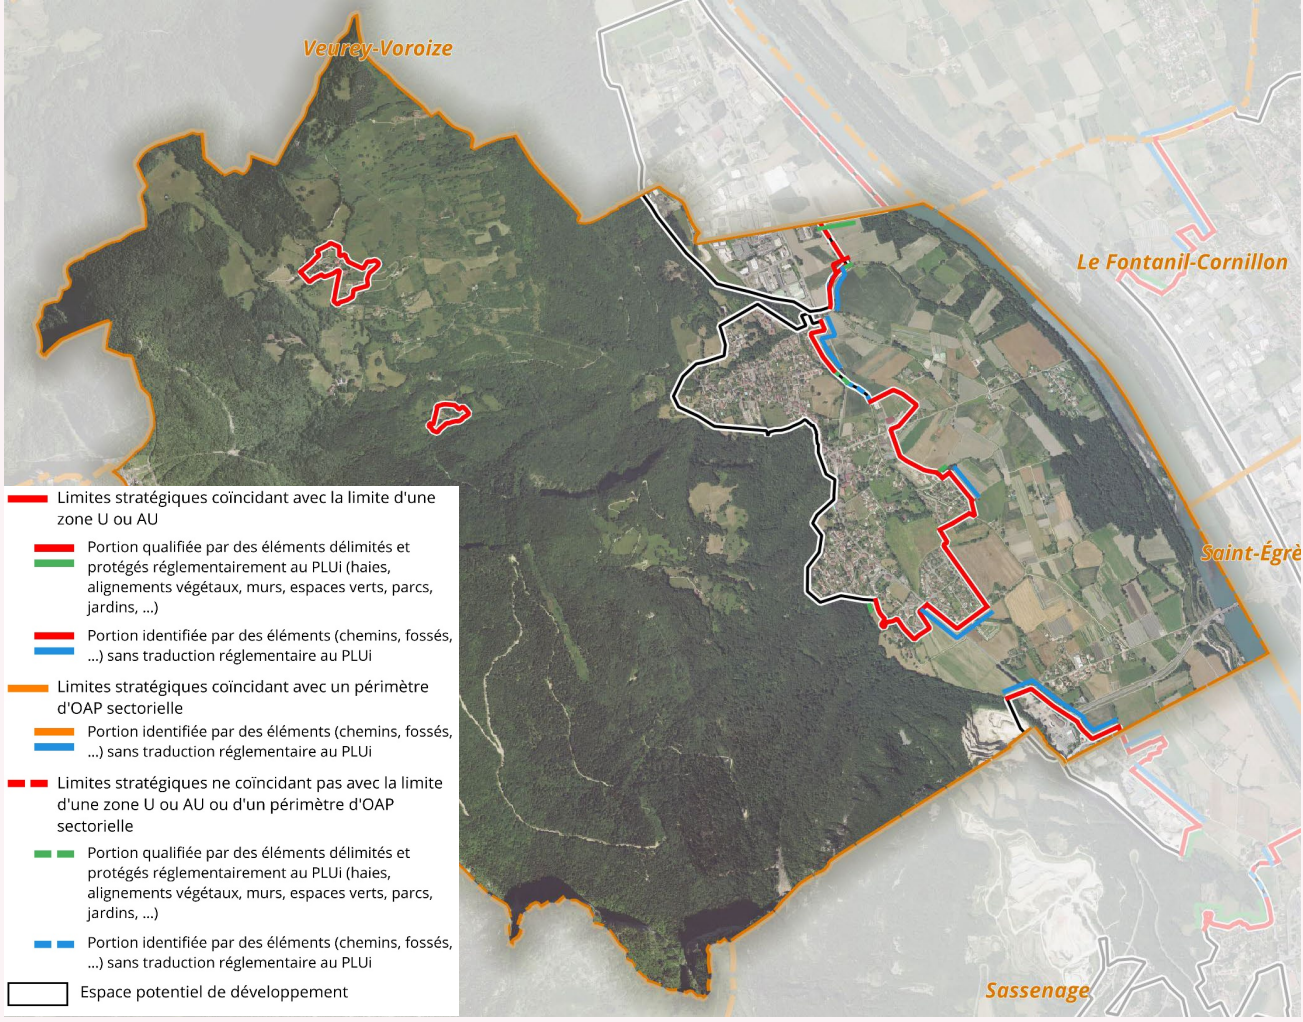 Veurey-Voroize
Le Fontanil-Cornillon
Saint-Égrè
Limites stratégiques coïncidant avec la limite d'une
zone U ou AU
Portion qualifiée par des éléments délimités et
protégés réglementairement au PLUi (haies,
alignements végétaux, murs, espaces verts, parcs,
jardins, ...)
Portion identifiée par des éléments (chemins, fossés,
...) sans traduction réglementaire au PLUi
Limites stratégiques coïncidant avec un périmètre
d'OAP sectorielle
Portion identifiée par des éléments (chemins, fossés,
...) sans traduction réglementaire au PLUi
Limites stratégiques ne coïncidant pas avec la limite
d'une zone U ou AU ou d'un périmètre d'OAP
sectorielle
Portion qualifiée par des éléments délimités et
protégés réglementairement au PLUi (haies,
alignements végétaux, murs, espaces verts, parcs,
jardins, ...)
Portion identifiée par des éléments (chemins, fossés,
...) sans traduction réglementaire au PLUi
Espace potentiel de développement
Sassenage